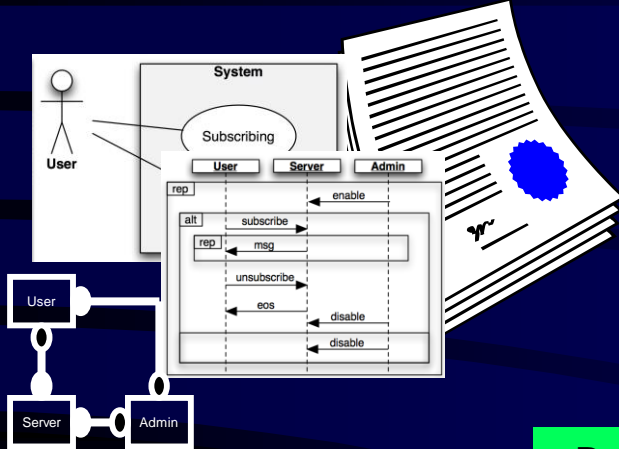 System
Subscribing
User
User Server Admin
rep
enable
alt
subscribe
rep
msg
unsubscribe
eos
disable
disable
User
Server
Admin